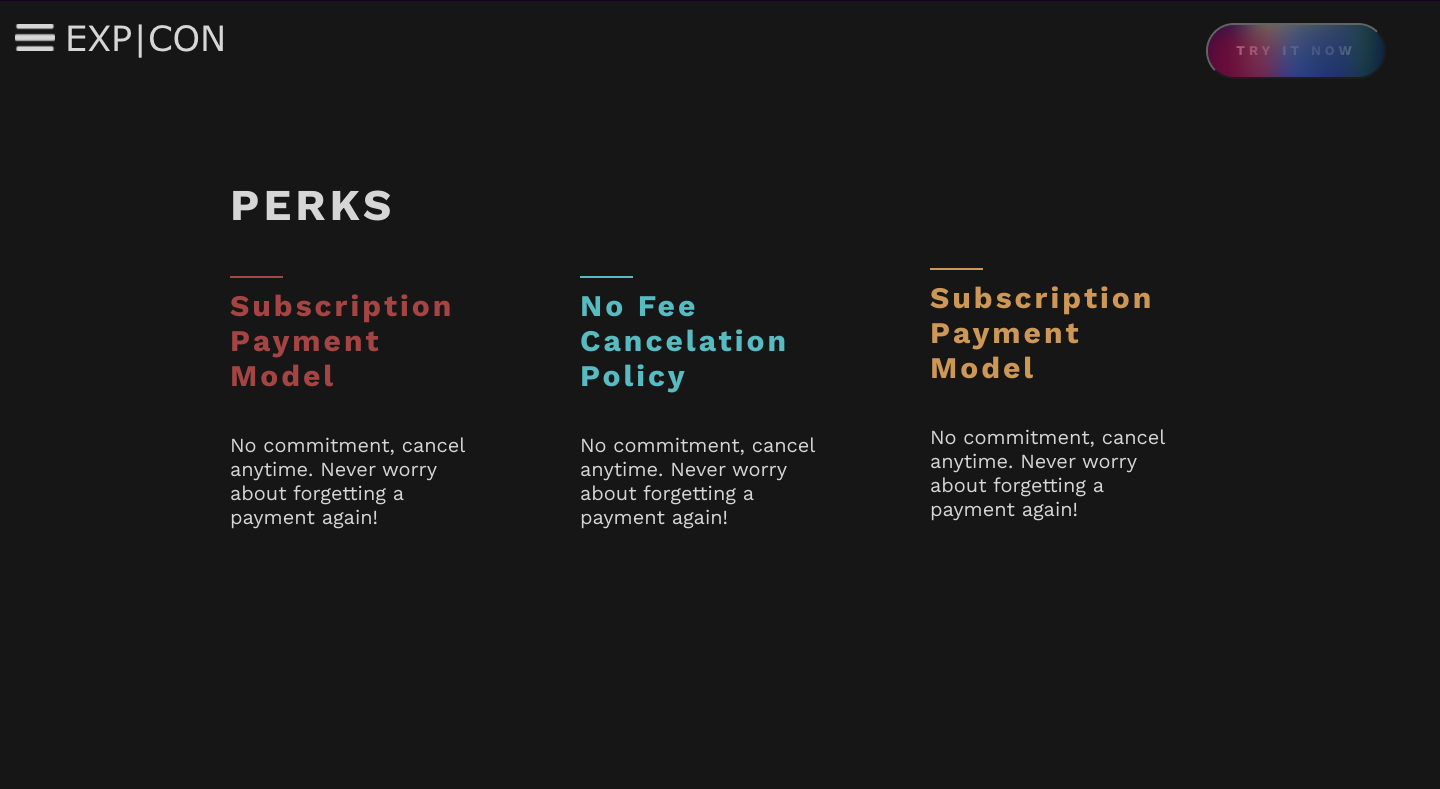 EXP|CON
TRY IT NOW
PERKS
Subscription
Payment
Model
No commitment, cancel
anytime. Never worry
about forgetting a
payment again!
No Fee
Cancelation
Policy
No commitment, cancel
anytime. Never worry
about forgetting a
payment again!
Subscription
Payment
Model
No commitment, cancel
anytime. Never worry
about forgetting a
payment again!